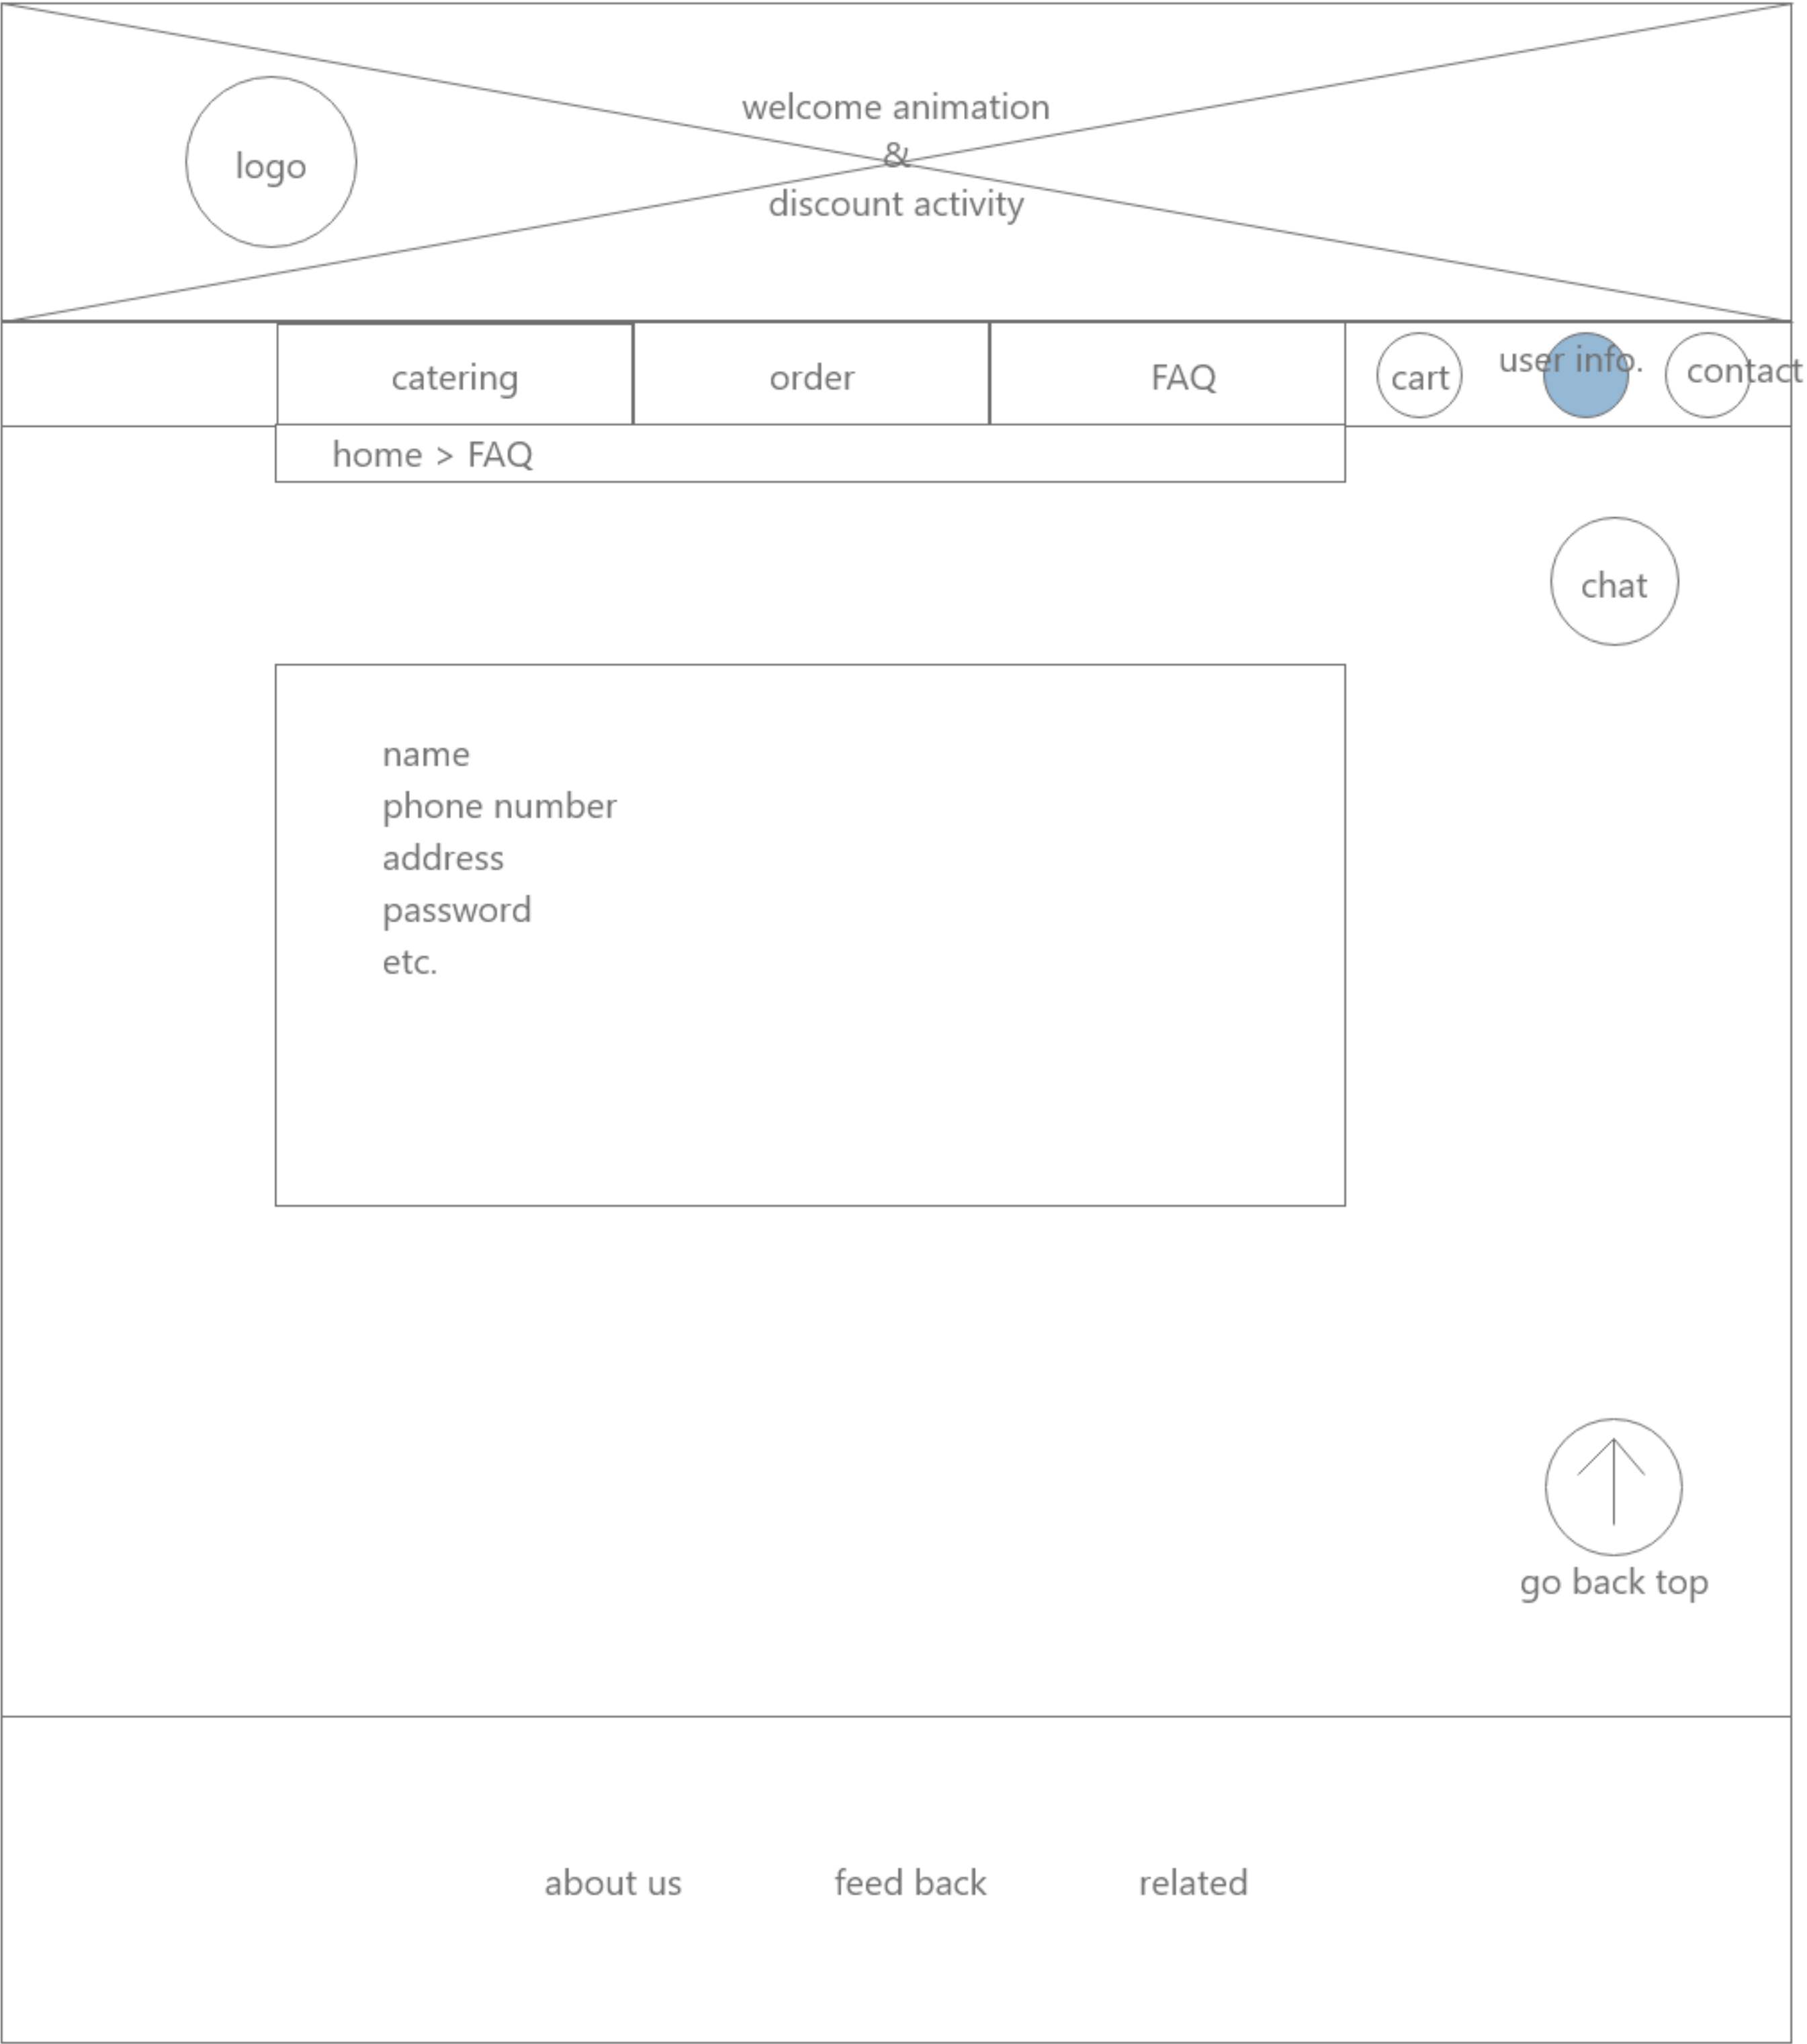 welcome animation
&
discount activity
logo
catering
order
FAQ
cart
user info.
contact
home > FAQ
chat
name
phone number
address
password
etc.
go back top
about us
feed back
related